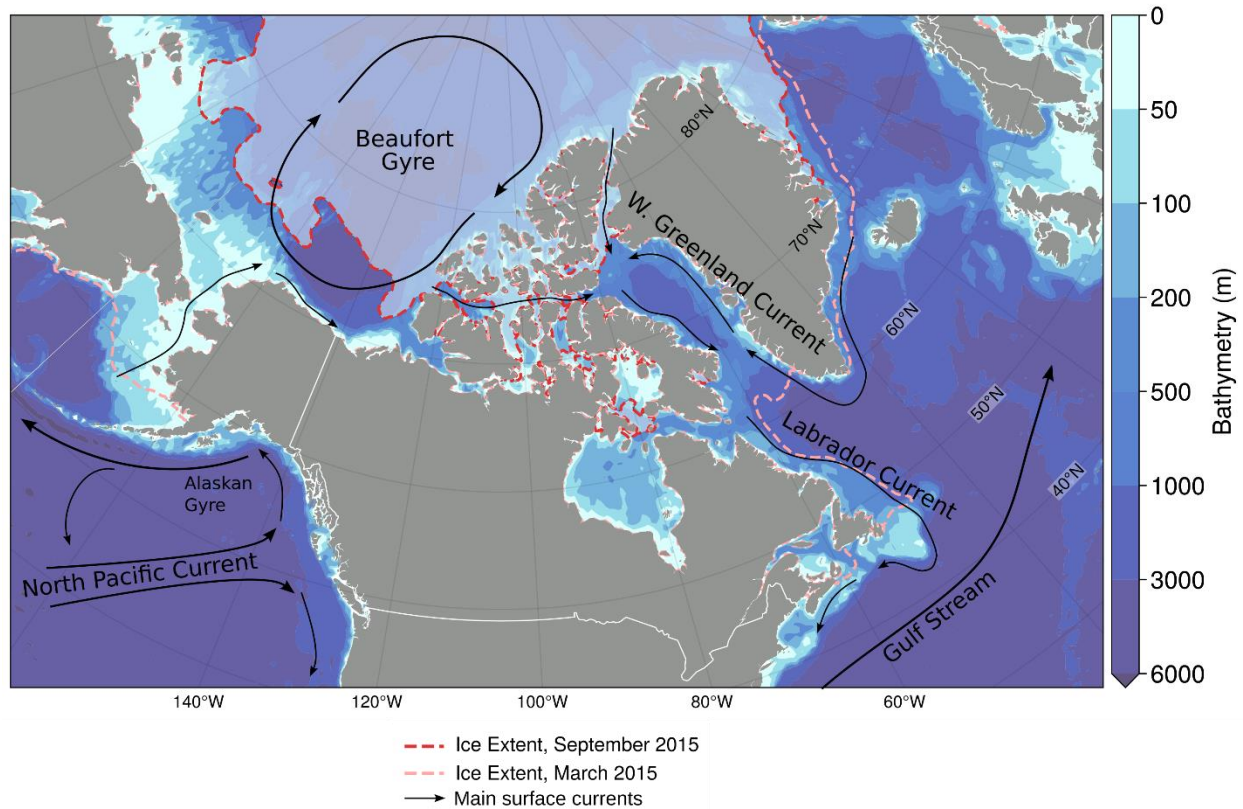 Beaufort
Gyre
80°N
W. Greenland Current
70°N
60°N
50°N
40°N
Labrador Current
Alaskan
Gyre
North Pacific Current
Gulf Stream
0
50
100
200
500
1000
3000
6000
Bathymetry (m)
140°W
120°W
100°W
80°W
60°W
Ice Extent, September 2015
Ice Extent, March 2015
Main surface currents